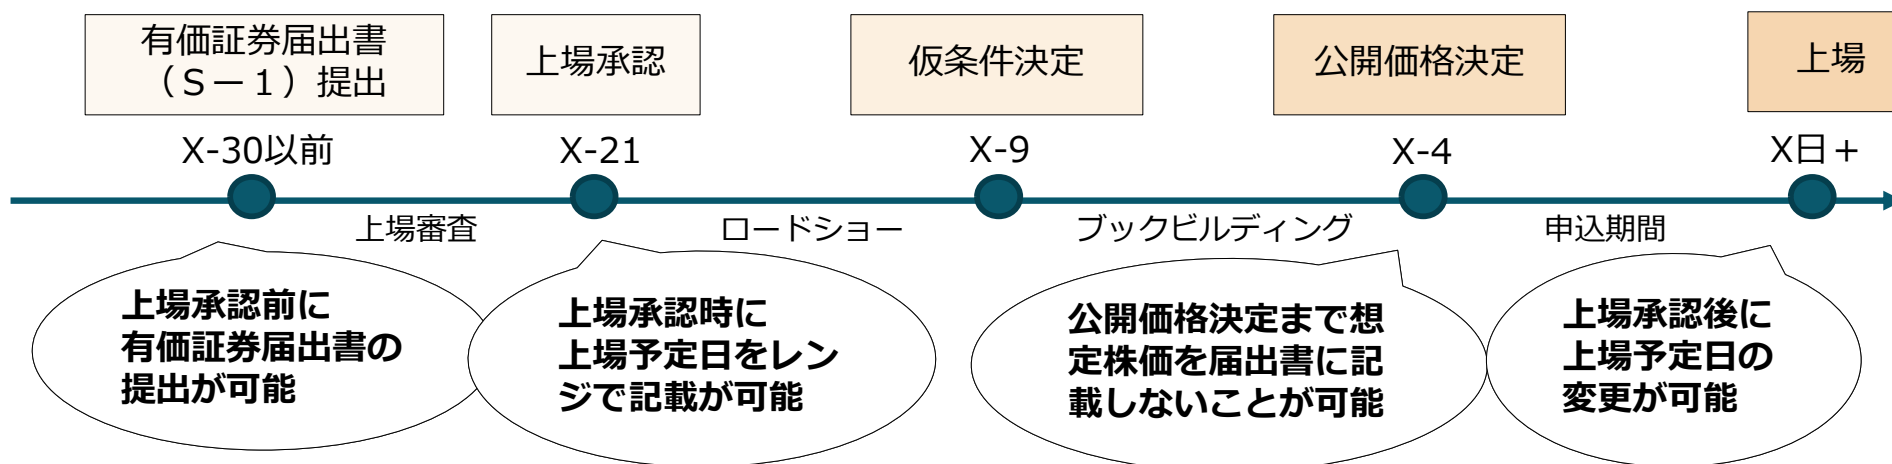 有価証券届出書
（Ｓ－１）提出
上場承認
仮条件決定
公開価格決定
上場
X-30以前
X-21
X-9
X-4
X日＋
上場審査
ロードショー
ブックビルディング
申込期間
上場承認前に
有価証券届出書の
提出が可能
上場承認時に
上場予定日をレン
ジで記載が可能
公開価格決定まで想
定株価を届出書に記
載しないことが可能
上場承認後に
上場予定日の
変更が可能